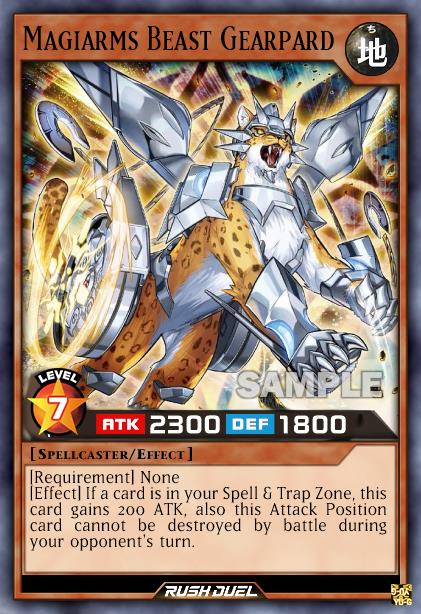 Magiarms Beast Gearpard
ち
地
SAMPLE
LEVEL
7
ATK 2300 DEF 1800
[Spellcaster/Effect]
[Requirement] None
[Effect] If a card is in your Spell & Trap Zone, this
card gains 200 ATK, also this Attack Position
card cannot be destroyed by battle during
your opponent's turn.
RUSH DUEL